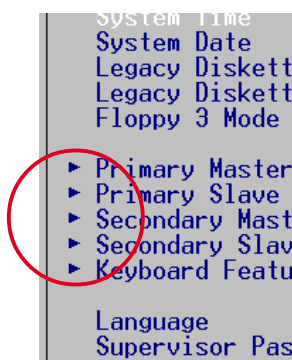 System Time
System Date
Legacy Diskett
Legacy Diskett
Floppy 3 Mode
Primary Master
Primary Slave
Secondary Mast
Secondary Slav
Keyboard Featu
Language
Supervisor Pas